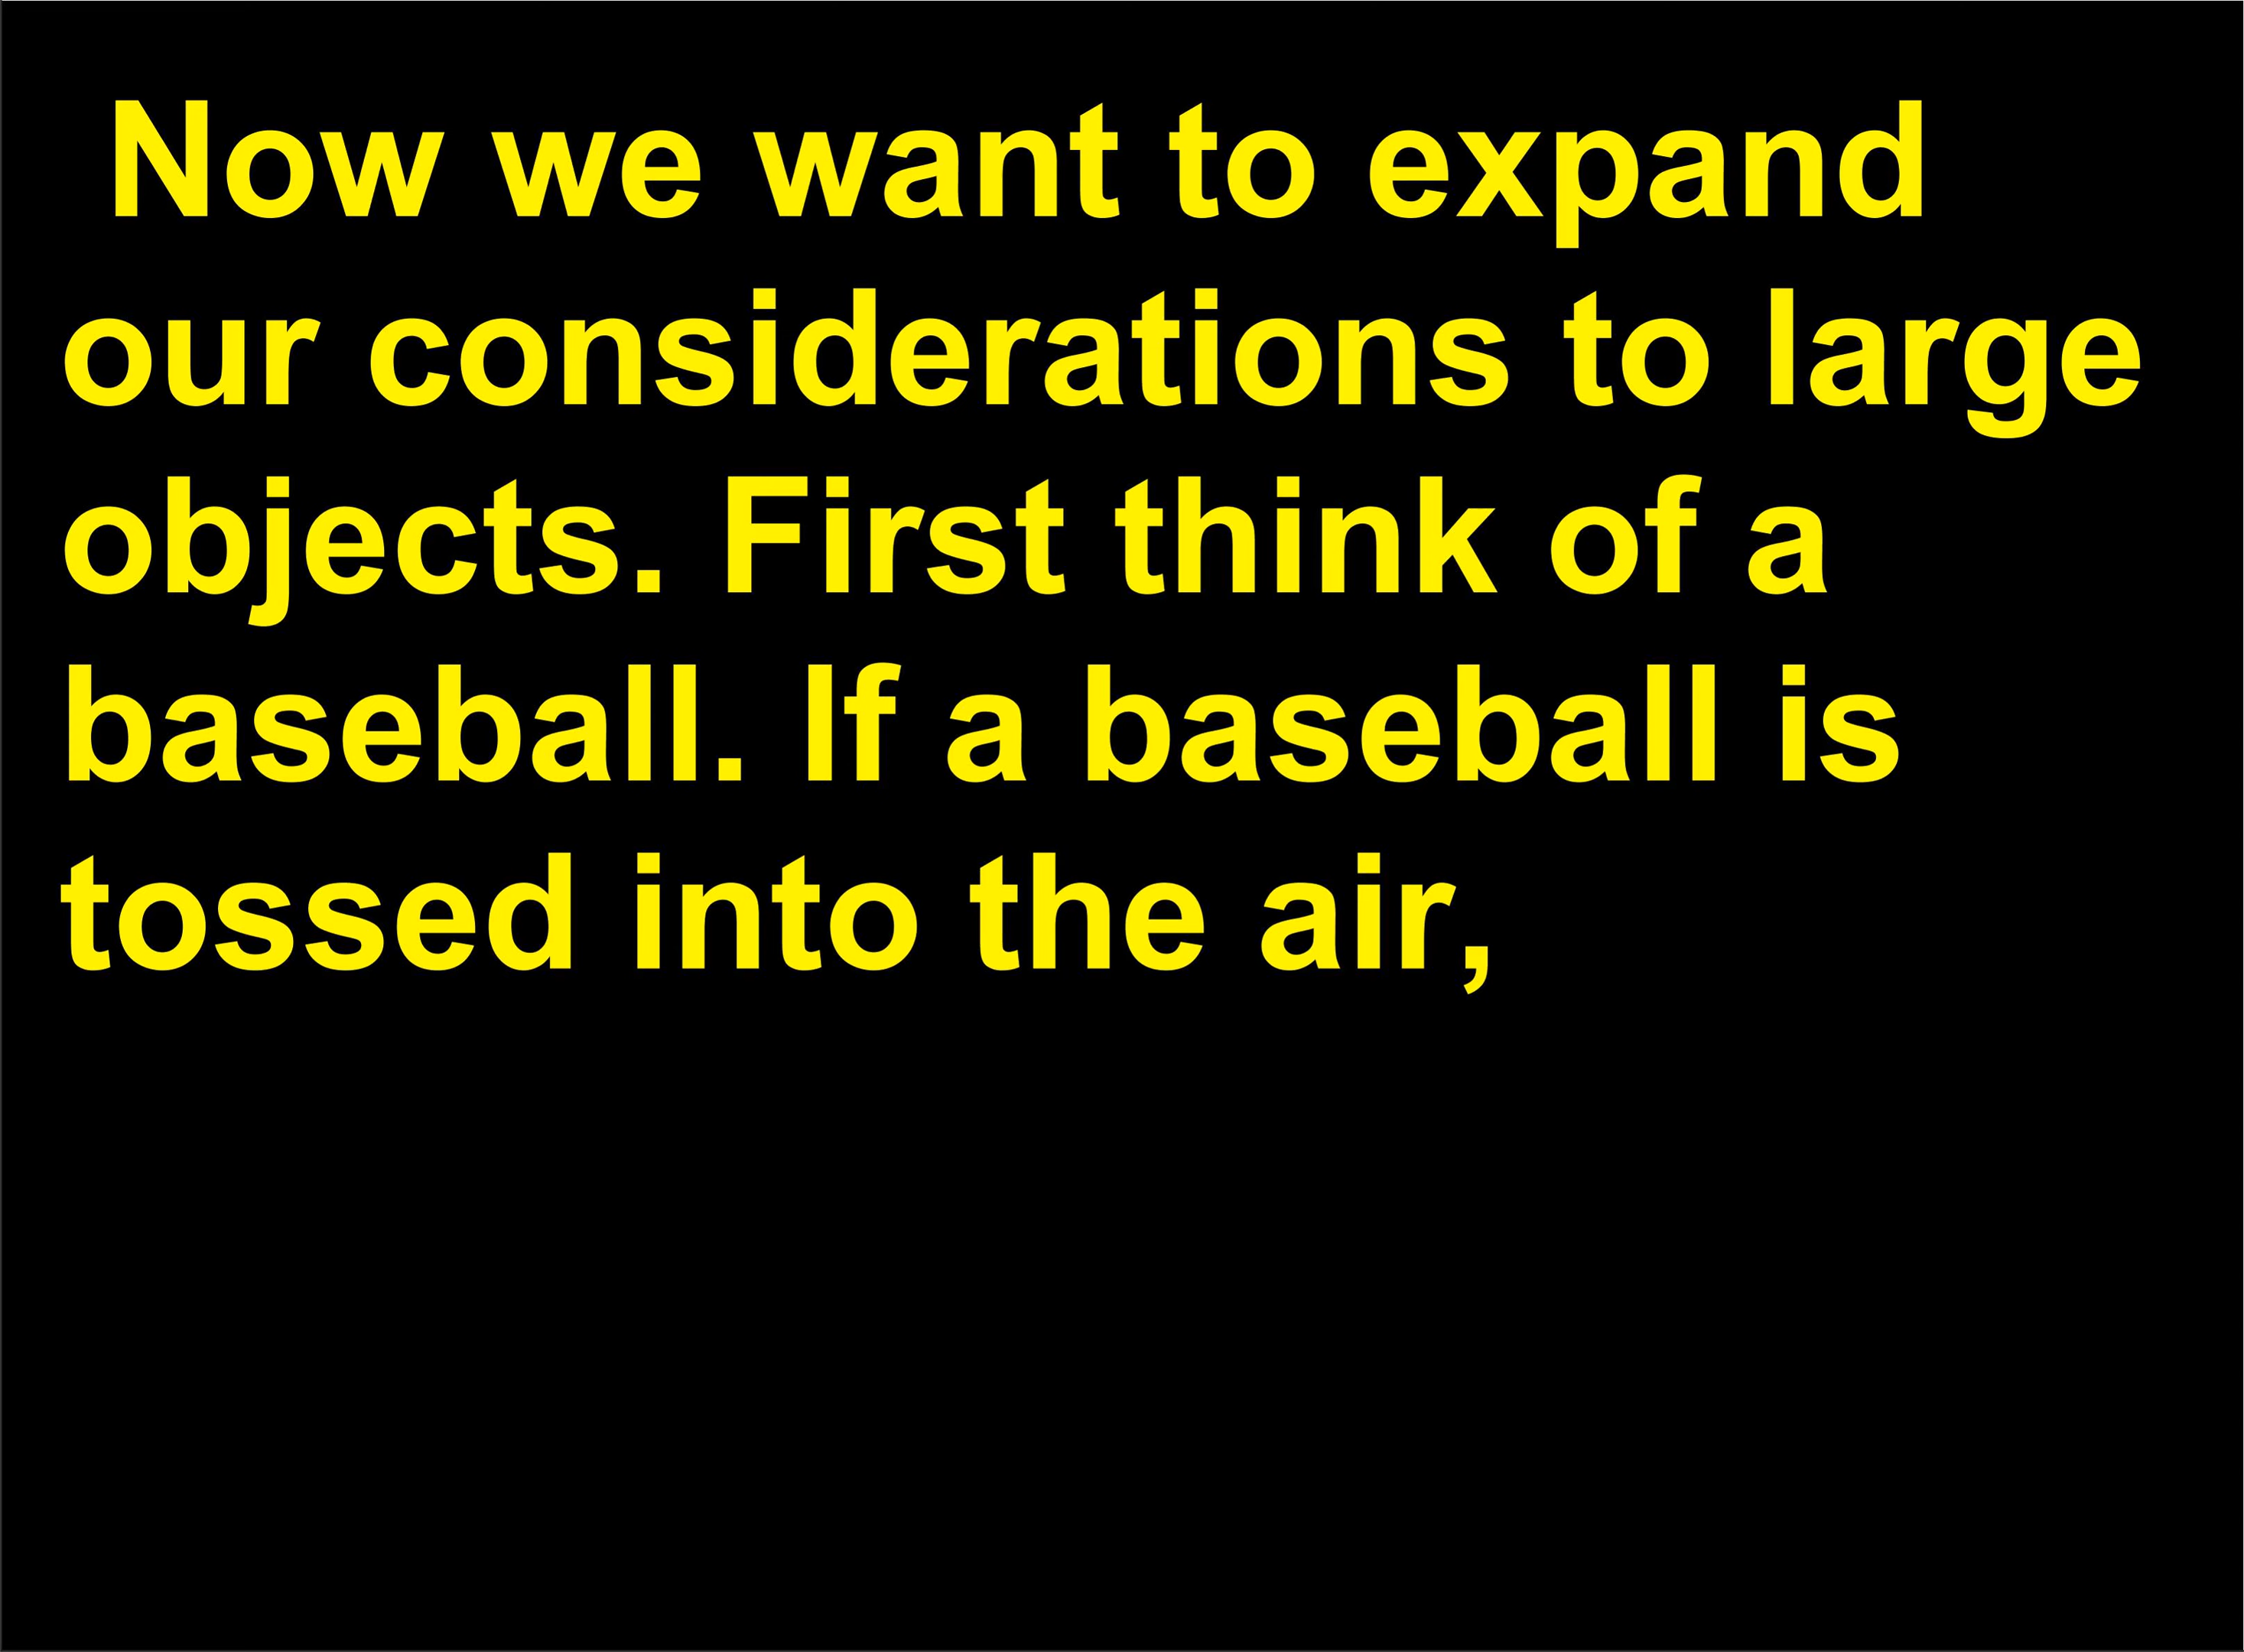 Now we want to expand
our considerations to large
objects. First think of a
baseball. If a baseball is
tossed into the air,